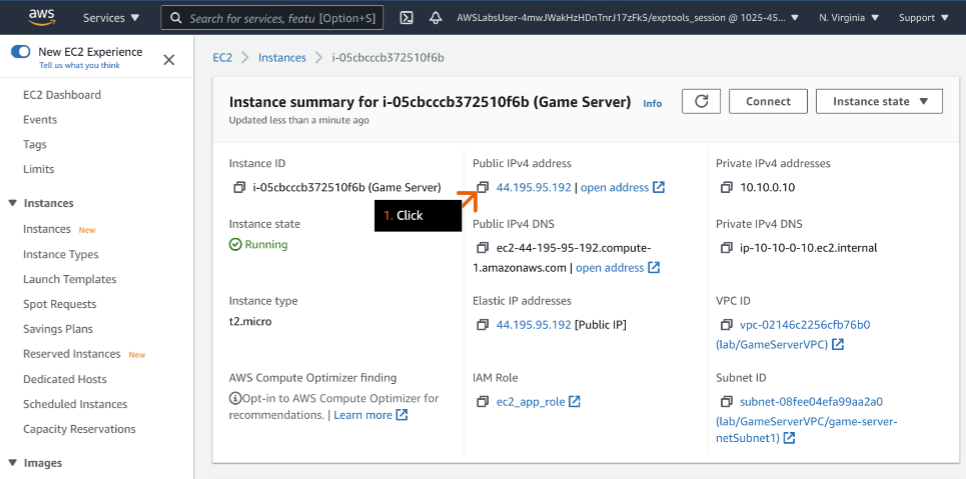 aws
Services ▼
Search for services, featu [Option+S]
AWSLabsUser-4mwJWakHzHDnTnrJ17zFk5/exptools_session @ 1025-45... ▼
N. Virginia ▼
Support ▼
New EC2 Experience
Tell us what you think
EC2 Dashboard
Events
Tags
Limits
▼ Instances
Instances New
Instance Types
Launch Templates
Spot Requests
Savings Plans
Reserved Instances New
Dedicated Hosts
Scheduled Instances
Capacity Reservations
▼ Images
EC2 > Instances > i-05cbcccb372510f6b
Instance summary for i-05cbcccb372510f6b (Game Server) Info
Updated less than a minute ago
Connect
Instance state ▼
Instance ID
i-05cbcccb372510f6b (Game Server)
Public IPv4 address
44.195.95.192 | open address
Private IPv4 addresses
10.10.0.10
1. Click
Instance state
Running
Public IPv4 DNS
ec2-44-195-95-192.compute-
1.amazonaws.com | open address
Private IPv4 DNS
ip-10-10-0-10.ec2.internal
Instance type
t2.micro
Elastic IP addresses
44.195.95.192 [Public IP]
VPC ID
vpc-02146c2256cfb76b0
(lab/GameServerVPC)
AWS Compute Optimizer finding
Opt-in to AWS Compute Optimizer for
recommendations. | Learn more
IAM Role
ec2_app_role
Subnet ID
subnet-08fee04efa99aa2a0
(lab/GameServerVPC/game-server-
netSubnet1)